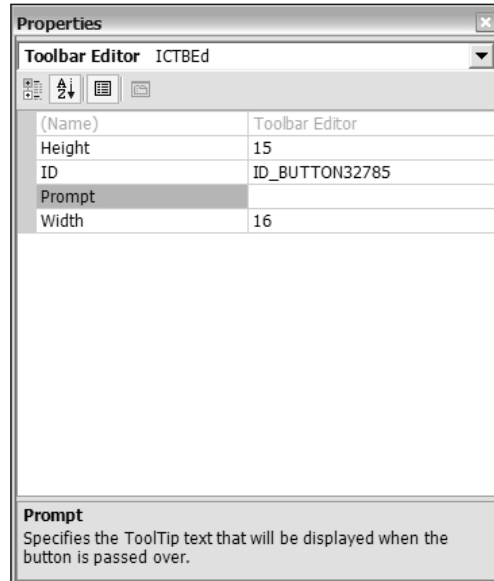 Properties
Toolbar Editor ICTBEd
(Name) Toolbar Editor
Height 15
ID ID_BUTTON32785
Prompt
Width 16
Prompt
Specifies the ToolTip text that will be displayed when the
button is passed over.